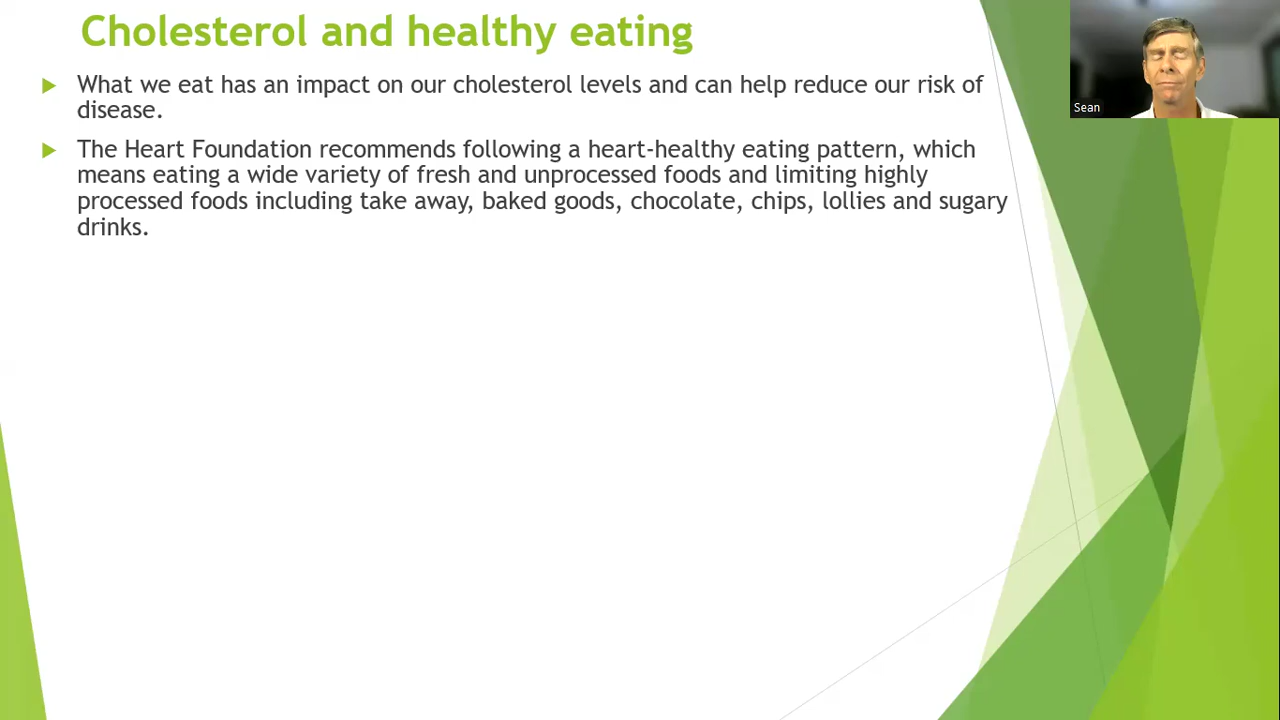 Cholesterol and healthy eating
What we eat has an impact on our cholesterol levels and can help reduce our risk of
disease.
The Heart Foundation recommends following a heart-healthy eating pattern, which
means eating a wide variety of fresh and unprocessed foods and limiting highly
processed foods including take away, baked goods, chocolate, chips, lollies and sugary
drinks.
Sean